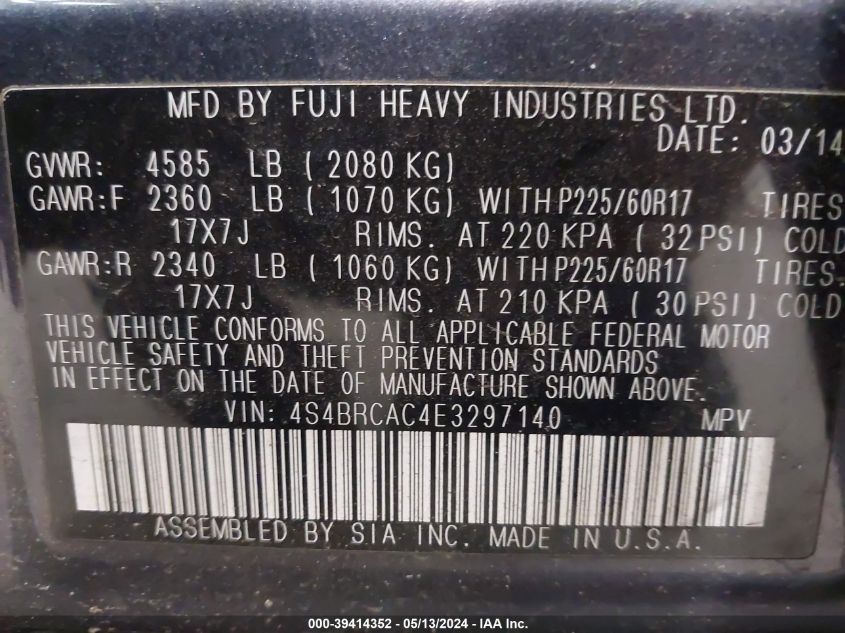 MFD BY FUJI HEAVY INDUSTRIES LTD.
DATE: 03/14
GVWR: 4585 LB ( 2080 KG)
GAWR:F 2360 LB ( 1070 KG) WITH P225/60R17 TIRES
17X7J RIMS. AT 220 KPA ( 32 PSI) COLD
GAWR:R 2340 LB ( 1060 KG) WITH P225/60R17 TIRES.
17X7J RIMS. AT 210 KPA ( 30 PSI) COLD
THIS VEHICLE CONFORMS TO ALL APPLICABLE FEDERAL MOTOR
VEHICLE SAFETY AND THEFT PREVENTION STANDARDS
IN EFFECT ON THE DATE OF MANUFACTURE SHOWN ABOVE.
VIN: 4S4BRCAC4E3297140 MPV
ASSEMBLED BY SIA INC. MADE IN U.S.A.
000-39414352 - 05/13/2024 - IAA Inc.